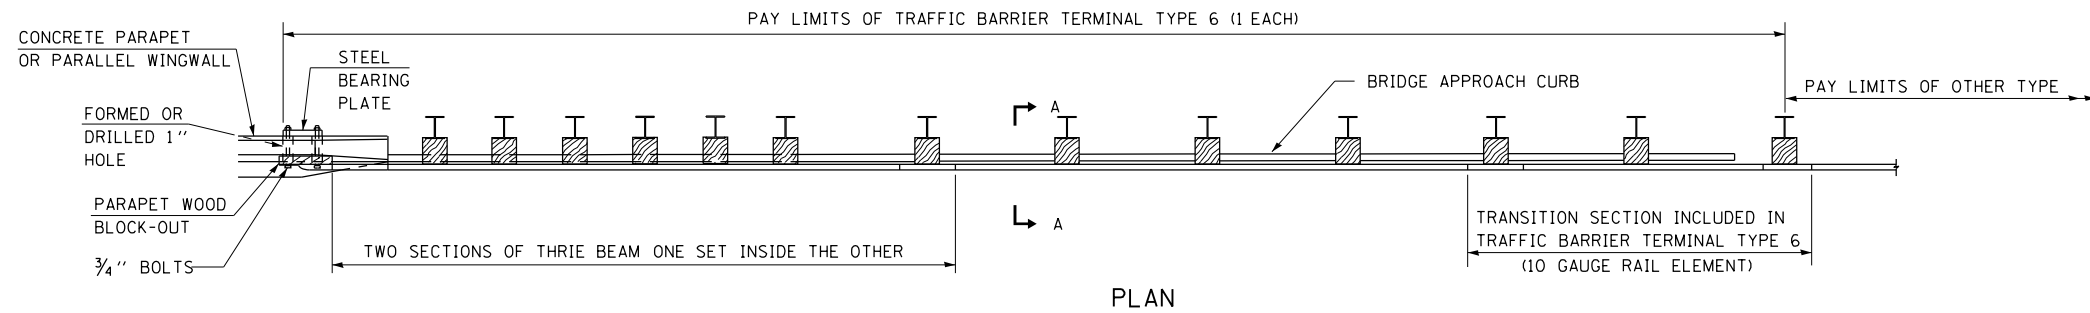 PAY LIMITS OF TRAFFIC BARRIER TERMINAL TYPE 6 (1 EACH)
CONCRETE PARAPET
OR PARALLEL WINGWALL
STEEL
BEARING
PLATE
BRIDGE APPROACH CURB
PAY LIMITS OF OTHER TYPE
FORMED OR
DRILLED 1"
HOLE
A
PARAPET WOOD
BLOCK-OUT
A
¾" BOLTS
TWO SECTIONS OF THRIE BEAM ONE SET INSIDE THE OTHER
TRANSITION SECTION INCLUDED IN
TRAFFIC BARRIER TERMINAL TYPE 6
(10 GAUGE RAIL ELEMENT)
PLAN